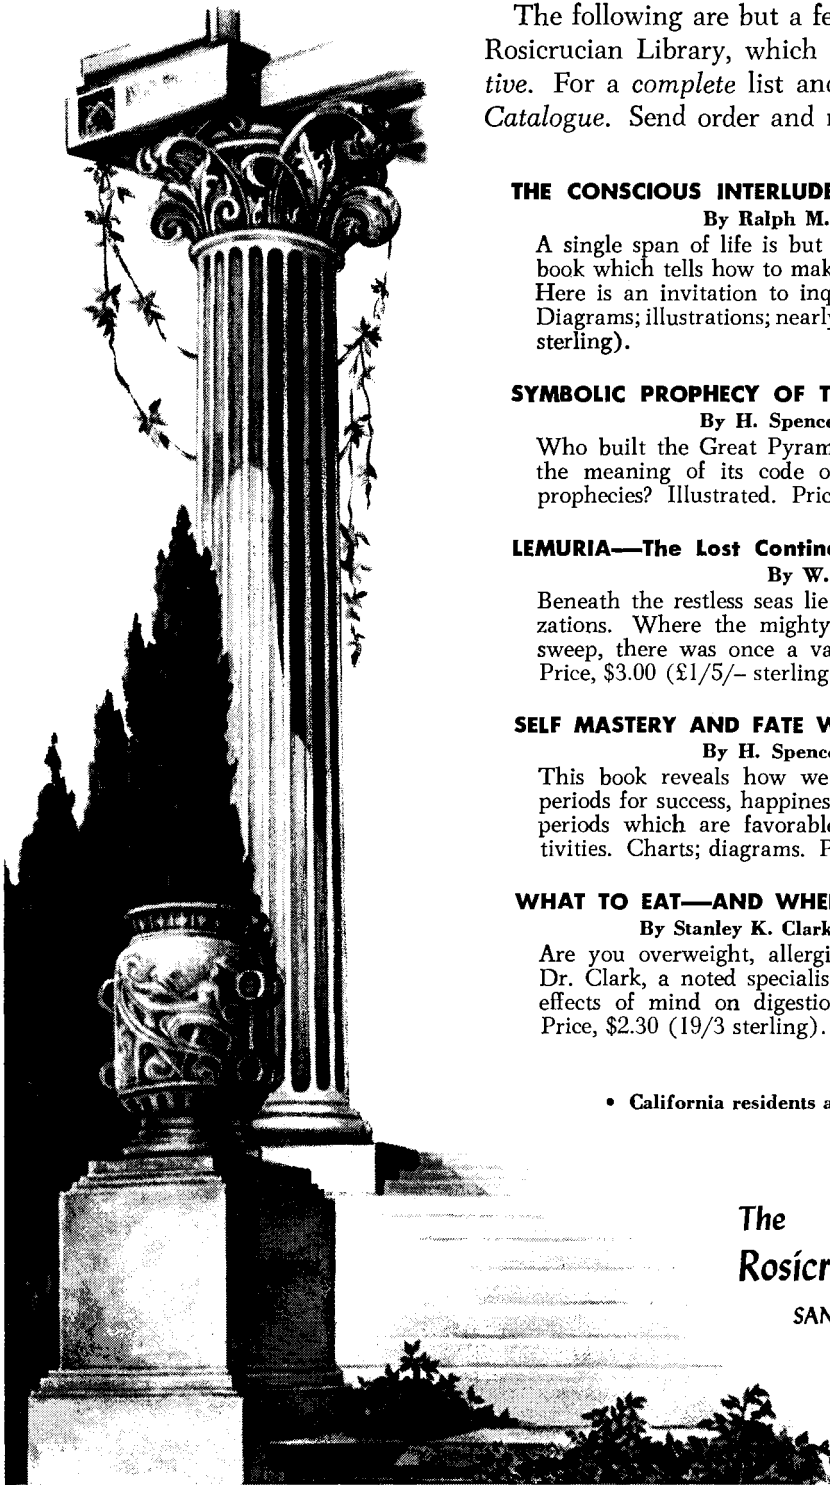 The following are but a fe
Rosicrucian Library, which
tive. For a complete list and
Catalogue. Send order and r
THE CONSCIOUS INTERLUDE
By Ralph M.
A single span of life is but
book which tells how to mak
Here is an invitation to inq
Diagrams; illustrations; nearly
sterling).
SYMBOLIC PROPHECY OF T
By H. Spence
Who built the Great Pyram
the meaning of its code o
prophecies? Illustrated. Pric
LEMURIA—The Lost Contine
By W.
Beneath the restless seas lie
zations. Where the mighty
sweep, there was once a va
Price, $3.00 (£1/5/– sterling
SELF MASTERY AND FATE W
By H. Spence
This book reveals how we
periods for success, happines
periods which are favorable
tivities. Charts; diagrams. P
WHAT TO EAT—AND WHEN
By Stanley K. Clark
Are you overweight, allergi
Dr. Clark, a noted specialis
effects of mind on digestio
Price, $2.30 (19/3 sterling).
• California residents a
The
Rosicr
SAN